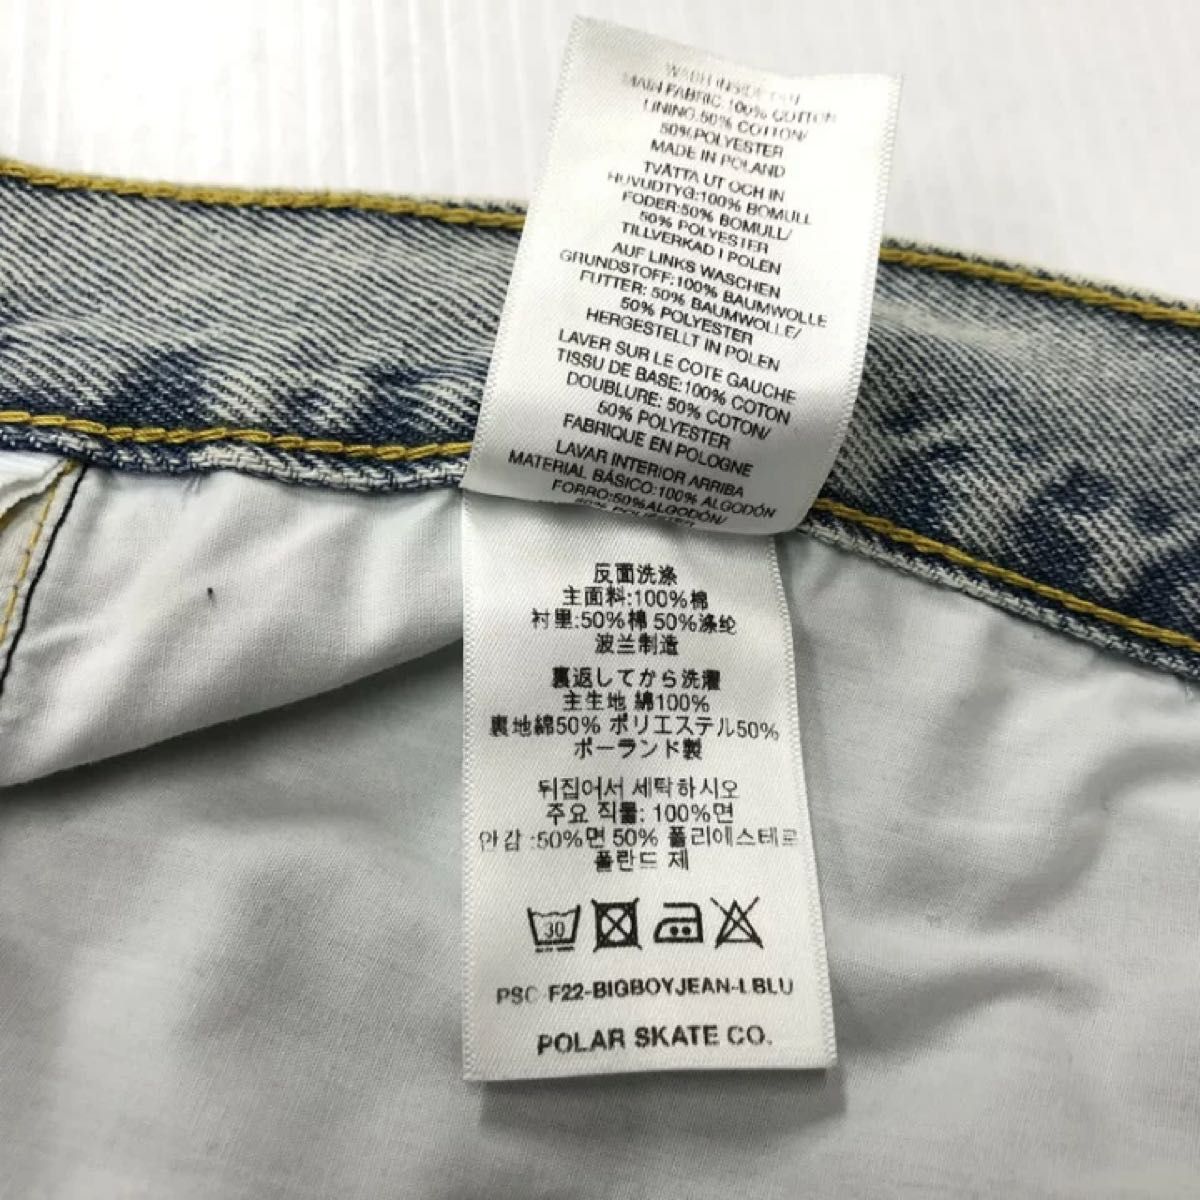 WASH INSIDE OUT
MAIN FABRIC:100% COTTON
LINING:50% COTTON/
50%POLYESTER
MADE IN POLAND
TVÄTTA UT OCH IN
HUVUDTYG:100% BOMULL
FODER:50% BOMULL/
50% POLYESTER
TILLVERKAD I POLEN
AUF LINKS WASCHEN
GRUNDSTOFF:100% BAUMWOLLE
FUTTER: 50% BAUMWOLLE/
50% POLYESTER
HERGESTELLT IN POLEN
LAVER SUR LE COTE GAUCHE
TISSU DE BASE:100% COTON
DOUBLURE: 50% COTON/
50% POLYESTER
FABRIQUE EN POLOGNE
LAVAR INTERIOR ARRIBA
MATERIAL BÁSICO:100% ALGODÓN
FORRO:50%ALGODÓN/
50% POLYESTER
反面洗涤
主面料:100%棉
衬里:50%棉 50%涤纶
波兰制造
裏返してから洗濯
主生地 綿100%
裏地綿50% ポリエステル50%
ポーランド製
뒤집어서 세탁하시오
주요 직물: 100%면
안감 :50%면 50% 폴리에스테르
폴란드 제
30
PSC-F22-BIGBOYJEAN-LBLU
POLAR SKATE CO.